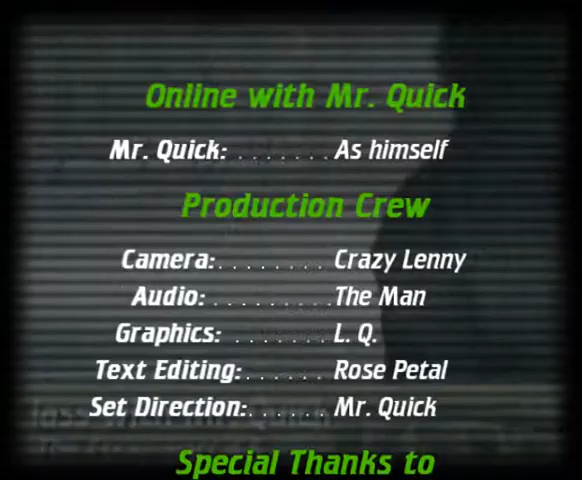 Online with Mr. Quick
Mr. Quick: . . . . . . . As himself
Production Crew
Camera:. . . . . . . . Crazy Lenny
Audio: . . . . . . . . .The Man
Graphics: . . . . . . . L. Q.
Text Editing:. . . . . . Rose Petal
Set Direction:. . . . . . Mr. Quick
Special Thanks to